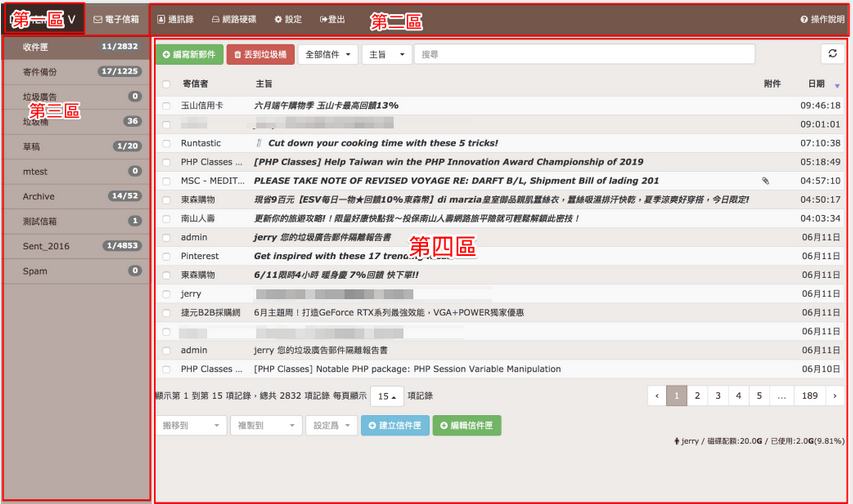 第一區
V
電子信箱
通訊錄
網路硬碟
設定
登出
第二區
操作說明
收件匣 11/2832
寄件備份 17/1225
垃圾廣告 0
第三區
垃圾桶 36
草稿 1/20
mtest 0
Archive 14/52
測試信箱 1
Sent_2016 1/4853
Spam 0
編寫新郵件 丟到垃圾桶 全部信件 主旨 搜尋
寄信者 主旨 附件 日期
玉山信用卡 六月端午購物季 玉山卡最高回饋13% 09:46:18
09:01:01
Runtastic Cut down your cooking time with these 5 tricks! 07:10:38
PHP Classes ... [PHP Classes] Help Taiwan win the PHP Innovation Award Championship of 2019 05:18:49
MSC - MEDIT... PLEASE TAKE NOTE OF REVISED VOYAGE RE: DARFT B/L, Shipment Bill of lading 201 04:57:10
東森購物 現省9百元【ESV每日一物★回饋10%東森幣】di marzia皇室御品親肌蠶絲衣，蠶絲吸濕排汗快乾，夏季涼爽好穿搭，今日限定! 04:50:17
南山人壽 更新你的旅遊攻略!！限量好康快點我～投保南山人壽網路旅平險就可輕鬆解鎖此密技！ 04:03:34
admin jerry 您的垃圾廣告郵件隔離報告書 06月11日
第四區
Pinterest Get inspired with these 17 trending 06月11日
東森購物 6/11限時4小時 暖身慶 7%回饋 快下單!! 06月11日
jerry 06月11日
捷元B2B採購網 6月主題周！打造GeForce RTX系列最強效能，VGA+POWER獨家優惠 06月11日
06月11日
admin jerry 您的垃圾廣告郵件隔離報告書 06月11日
PHP Classes ... [PHP Classes] Notable PHP package: PHP Session Variable Manipulation 06月10日
顯示第 1 到第 15 項記錄，總共 2832 項記錄 每頁顯示 15 項記錄
‹ 1 2 3 4 5 ... 189 ›
搬移到 複製到 設定為 建立信件匣 編輯信件匣
jerry / 磁碟配額:20.0G / 已使用:2.0G(9.81%)